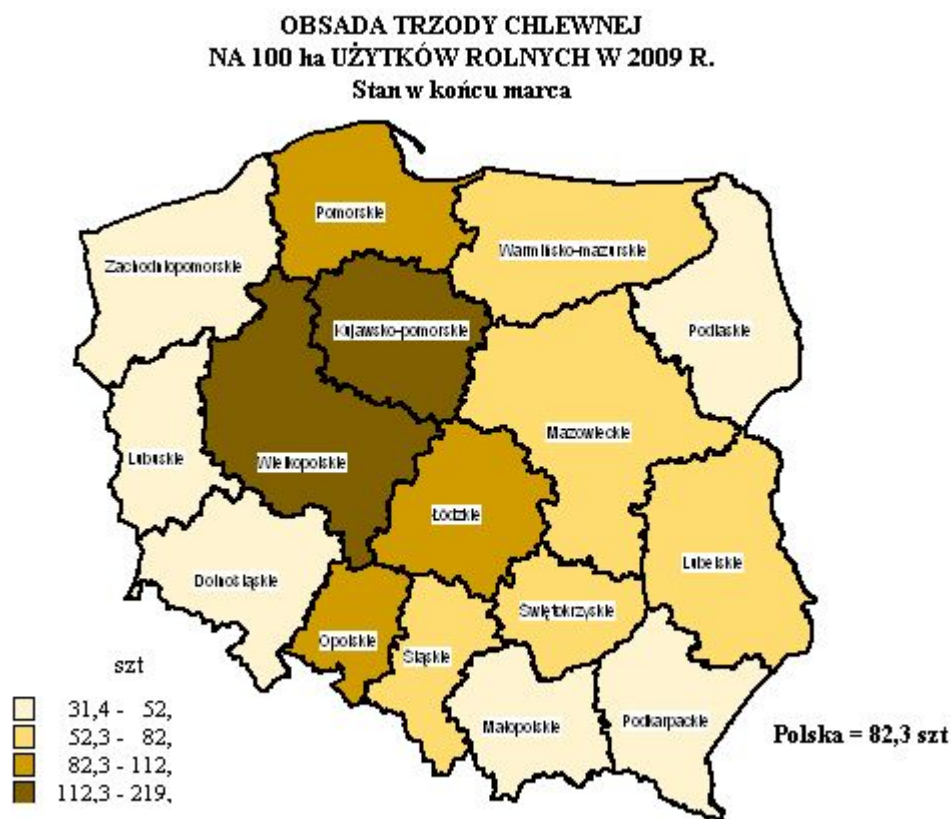 OBSADA TRZODY CHLEWNEJ
NA 100 ha UŻYTKÓW ROLNYCH W 2009 R.
Stan w końcu marca
Pomorskie
Warmińsko-mazurskie
Zachodniopomorskie
Kujawsko-pomorskie
Podlaskie
Mazowieckie
Lubuskie
Wielkopolskie
Łódzkie
Lubelskie
Dolnośląskie
Świętokrzyskie
Opolskie
Śląskie
Małopolskie
Podkarpackie
szt
31,4 - 52,
52,3 - 82,
82,3 - 112,
112,3 - 219,
Polska = 82,3 szt